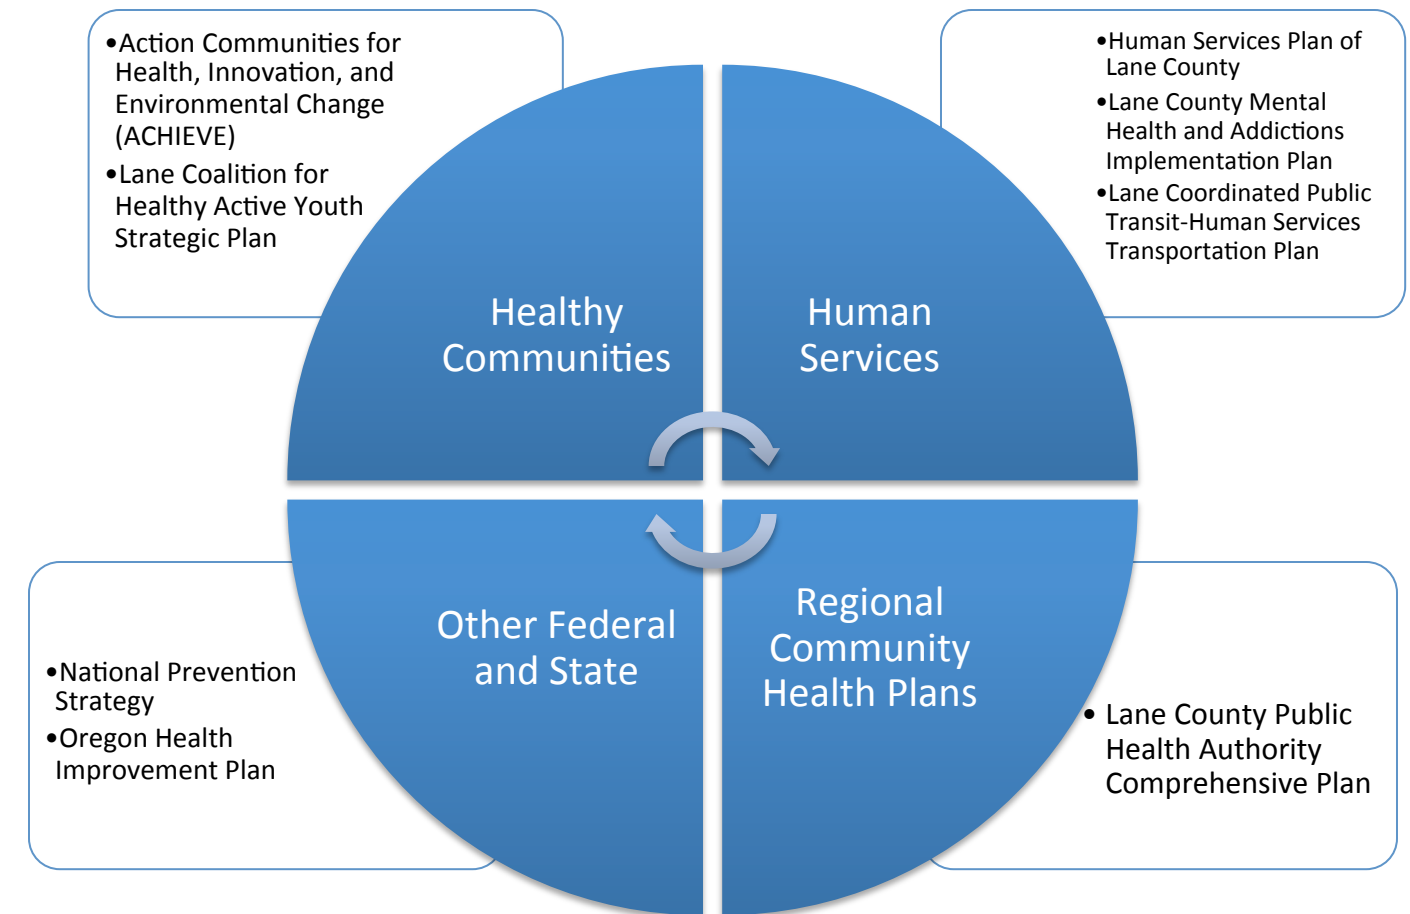 •Action Communities for
Health, Innovation, and
Environmental Change
(ACHIEVE)
•Lane Coalition for
Healthy Active Youth
Strategic Plan
•Human Services Plan of
Lane County
•Lane County Mental
Health and Addictions
Implementation Plan
•Lane Coordinated Public
Transit-Human Services
Transportation Plan
Healthy
Communities
Human
Services
Other Federal
and State
Regional
Community
Health Plans
•National Prevention
Strategy
•Oregon Health
Improvement Plan
• Lane County Public
Health Authority
Comprehensive Plan